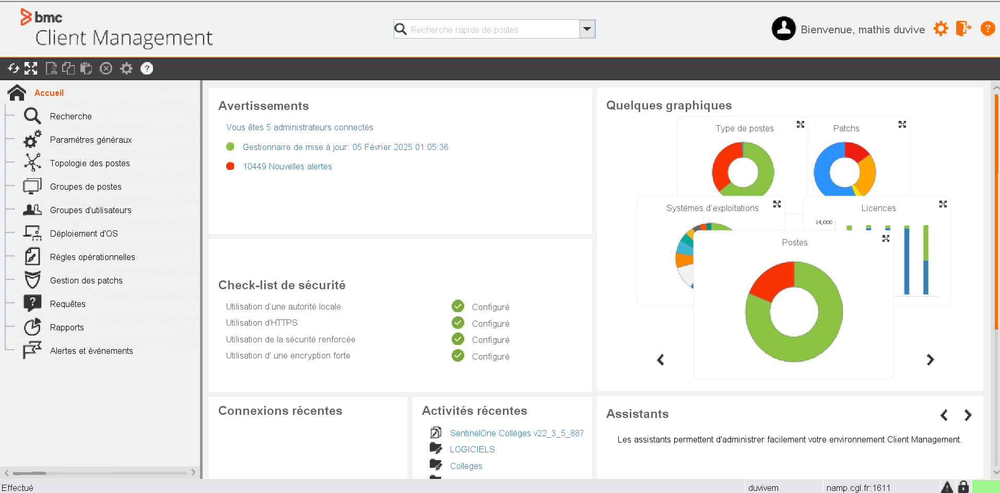 bmc
Client Management
Recherche rapide de postes
Bienvenue, mathis duvive
?
?
Accueil
Recherche
Paramètres généraux
Topologie des postes
Groupes de postes
Groupes d'utilisateurs
Déploiement d'OS
Règles opérationnelles
Gestion des patchs
?
Requêtes
Rapports
Alertes et événements
Avertissements
Vous êtes 5 administrateurs connectés
Gestionnaire de mise à jour: 05 Février 2025 01:05:36
10449 Nouvelles alertes
Check-list de sécurité
Utilisation d'une autorité locale
Configuré
Utilisation d'HTTPS
Configuré
Utilisation de la sécurité renforcée
Configuré
Utilisation d' une encryption forte
Configuré
Quelques graphiques
Type de postes
Patchs
Systèmes d'exploitations
Licences
14,000
Postes
Connexions récentes
Activités récentes
SentinelOne Collèges v22_3_5_887
LOGICIELS
Colleges
Assistants
Les assistants permettent d'administrer facilement votre environnement Client Management.
Effectué
duvivem
namp.cgl.fr:1611